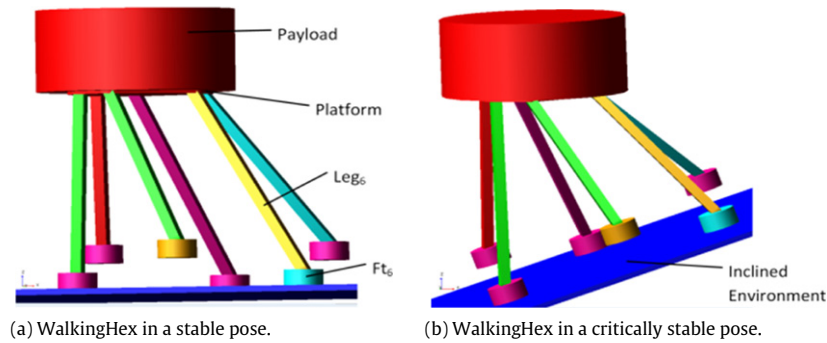 Payload
Platform
Leg₆
Ft₆
(a) WalkingHex in a stable pose.
Inclined
Environment
(b) WalkingHex in a critically stable pose.